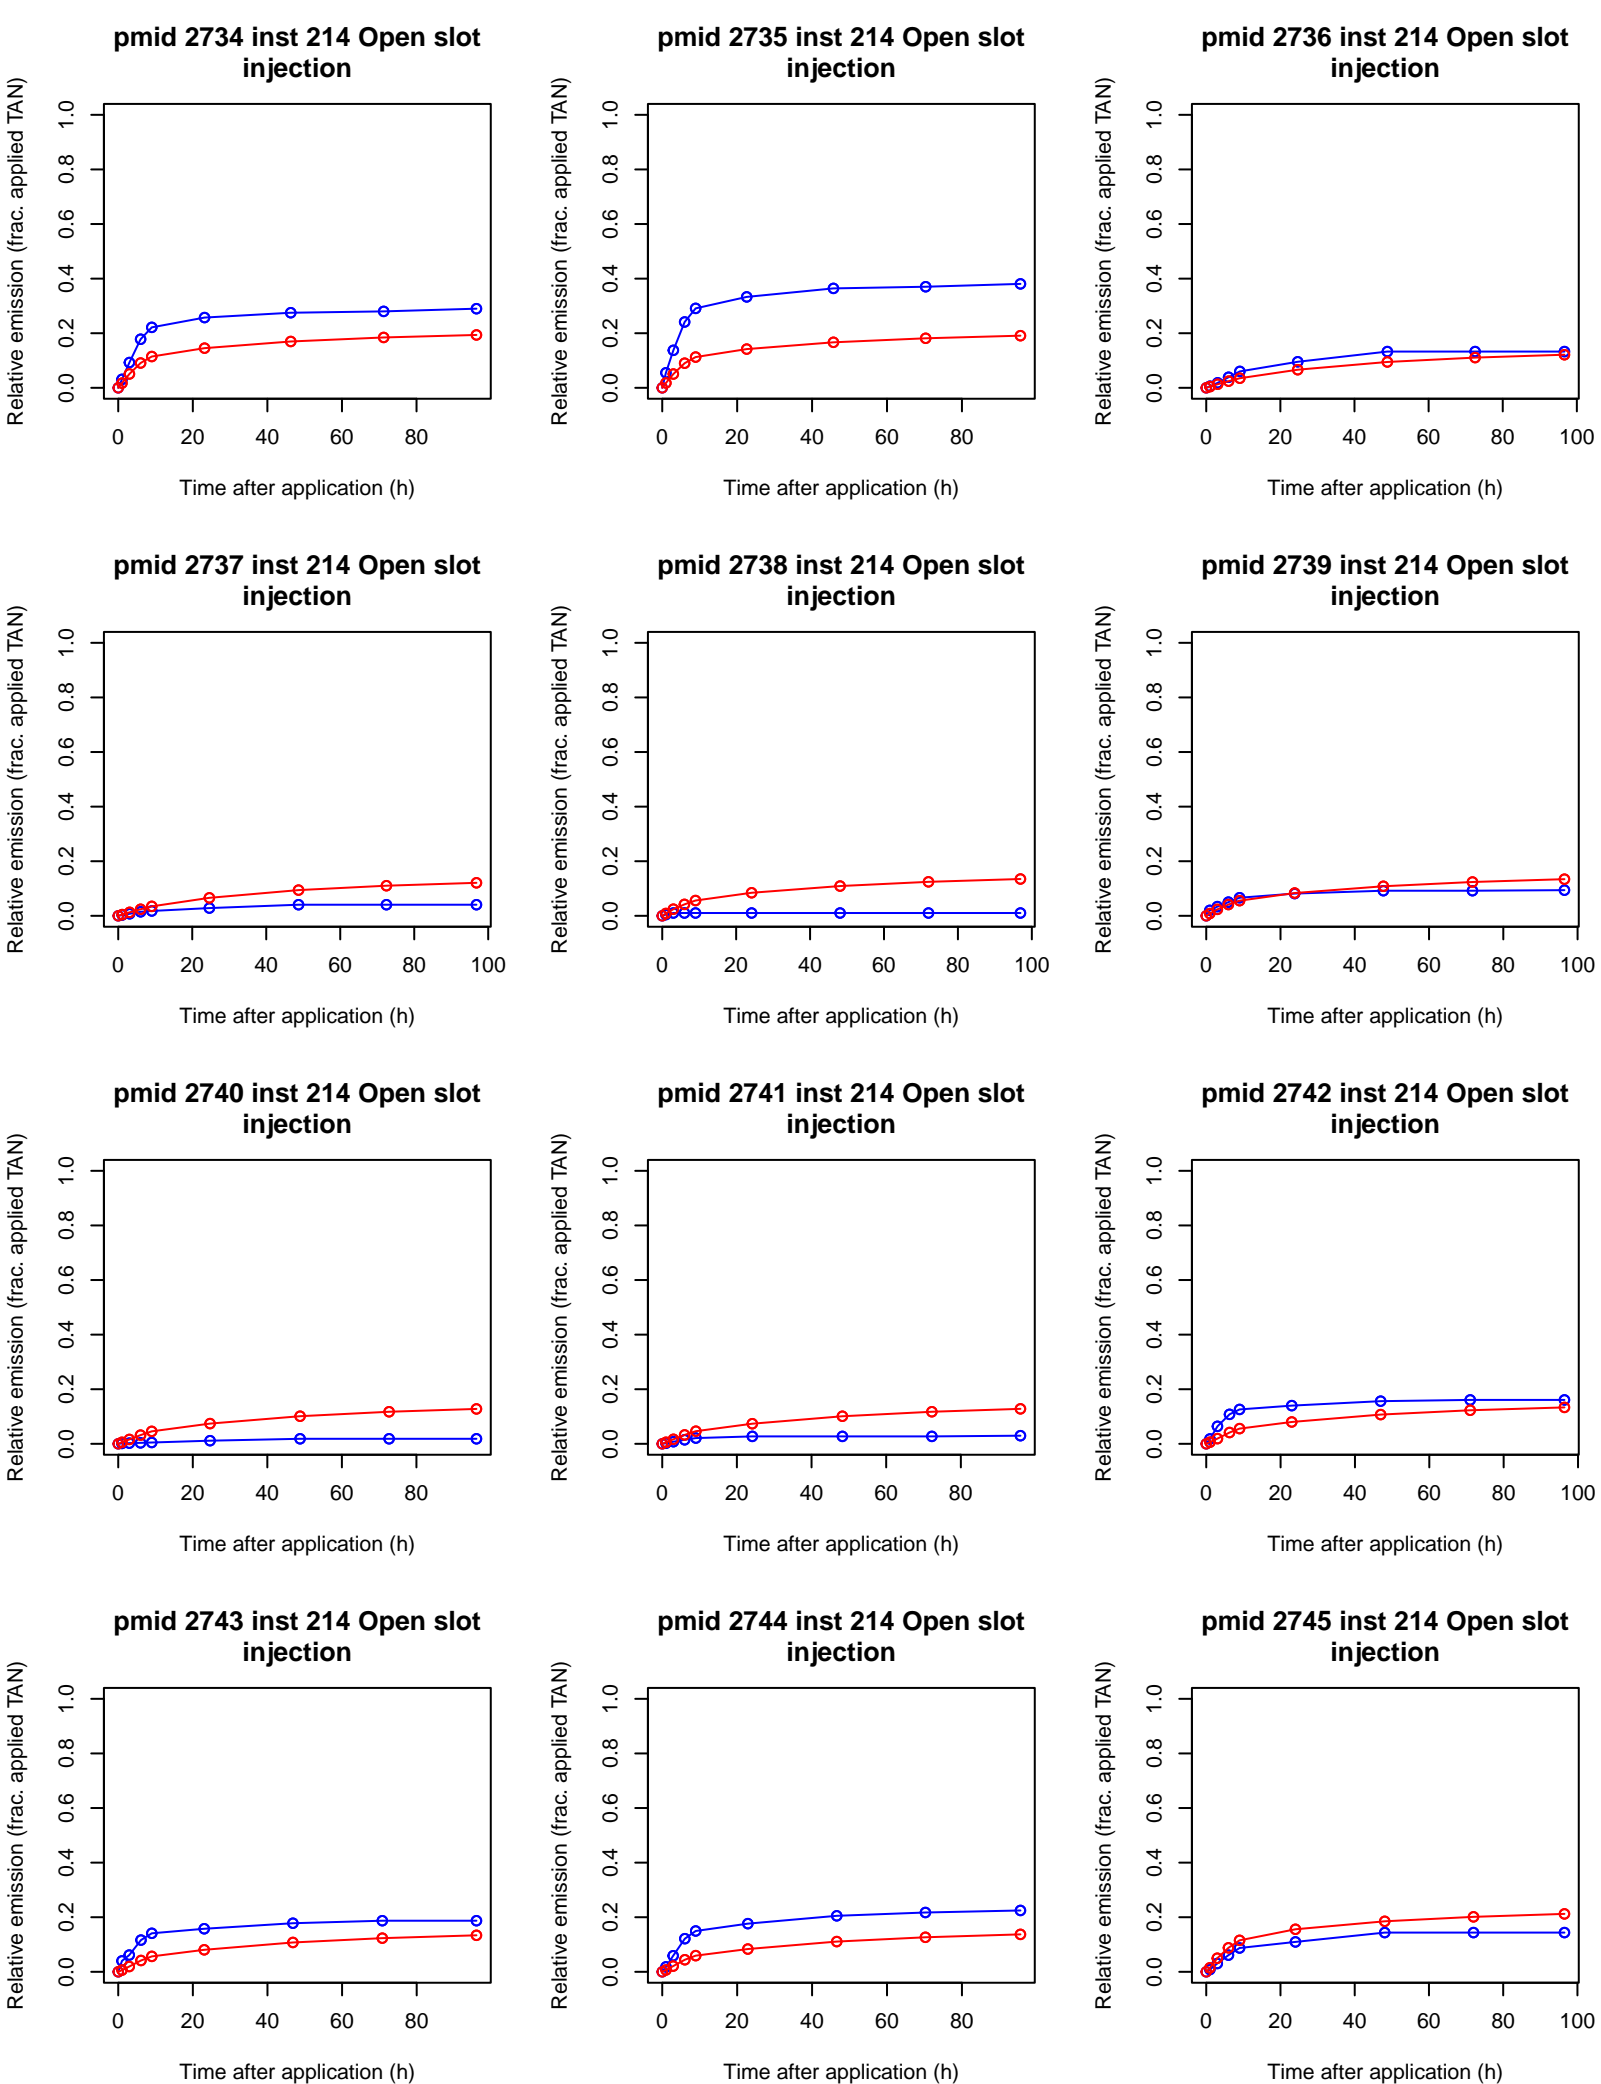 pmid 2734 inst 214 Open slot
injection
Relative emission (frac. applied TAN)
1.0
0.8
0.6
0.4
0.2
0.0
0 20 40 60 80
Time after application (h)
pmid 2735 inst 214 Open slot
injection
Relative emission (frac. applied TAN)
1.0
0.8
0.6
0.4
0.2
0.0
0 20 40 60 80
Time after application (h)
pmid 2736 inst 214 Open slot
injection
Relative emission (frac. applied TAN)
1.0
0.8
0.6
0.4
0.2
0.0
0 20 40 60 80 100
Time after application (h)
pmid 2737 inst 214 Open slot
injection
Relative emission (frac. applied TAN)
1.0
0.8
0.6
0.4
0.2
0.0
0 20 40 60 80 100
Time after application (h)
pmid 2738 inst 214 Open slot
injection
Relative emission (frac. applied TAN)
1.0
0.8
0.6
0.4
0.2
0.0
0 20 40 60 80 100
Time after application (h)
pmid 2739 inst 214 Open slot
injection
Relative emission (frac. applied TAN)
1.0
0.8
0.6
0.4
0.2
0.0
0 20 40 60 80 100
Time after application (h)
pmid 2740 inst 214 Open slot
injection
Relative emission (frac. applied TAN)
1.0
0.8
0.6
0.4
0.2
0.0
0 20 40 60 80
Time after application (h)
pmid 2741 inst 214 Open slot
injection
Relative emission (frac. applied TAN)
1.0
0.8
0.6
0.4
0.2
0.0
0 20 40 60 80
Time after application (h)
pmid 2742 inst 214 Open slot
injection
Relative emission (frac. applied TAN)
1.0
0.8
0.6
0.4
0.2
0.0
0 20 40 60 80 100
Time after application (h)
pmid 2743 inst 214 Open slot
injection
Relative emission (frac. applied TAN)
1.0
0.8
0.6
0.4
0.2
0.0
0 20 40 60 80
Time after application (h)
pmid 2744 inst 214 Open slot
injection
Relative emission (frac. applied TAN)
1.0
0.8
0.6
0.4
0.2
0.0
0 20 40 60 80
Time after application (h)
pmid 2745 inst 214 Open slot
injection
Relative emission (frac. applied TAN)
1.0
0.8
0.6
0.4
0.2
0.0
0 20 40 60 80 100
Time after application (h)